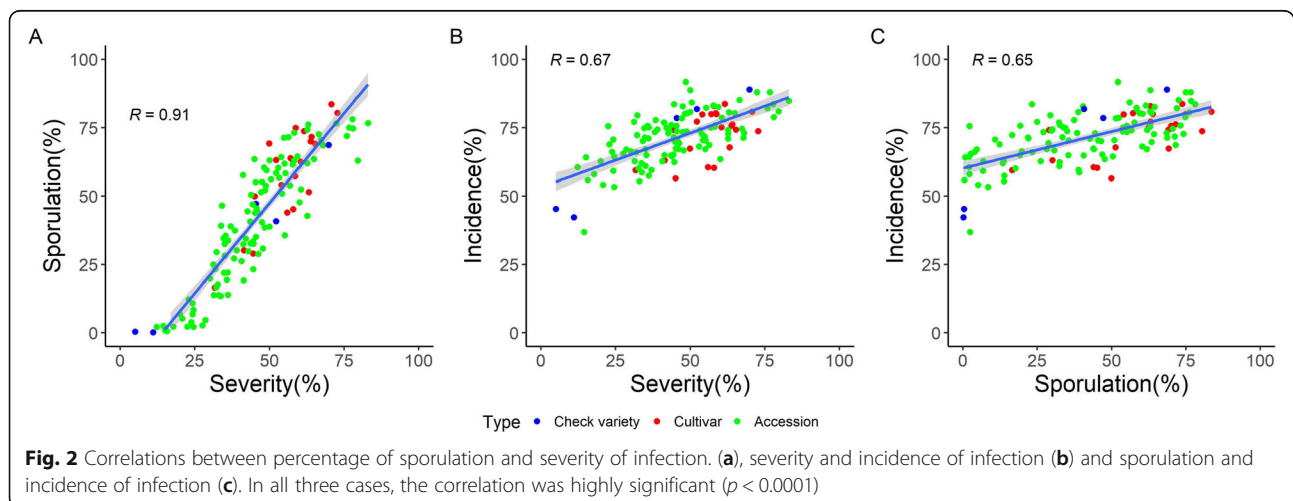 A
B
C
100
75
50
25
0
Sporulation(%)
R = 0.91
0 25 50 75 100
Severity(%)
100
75
50
25
0
Incidence(%)
R = 0.67
0 25 50 75 100
Severity(%)
100
75
50
25
0
Incidence(%)
R = 0.65
0 25 50 75 100
Sporulation(%)
Type Check variety Cultivar Accession
Fig. 2 Correlations between percentage of sporulation and severity of infection. (a), severity and incidence of infection (b) and sporulation and
incidence of infection (c). In all three cases, the correlation was highly significant (p < 0.0001)